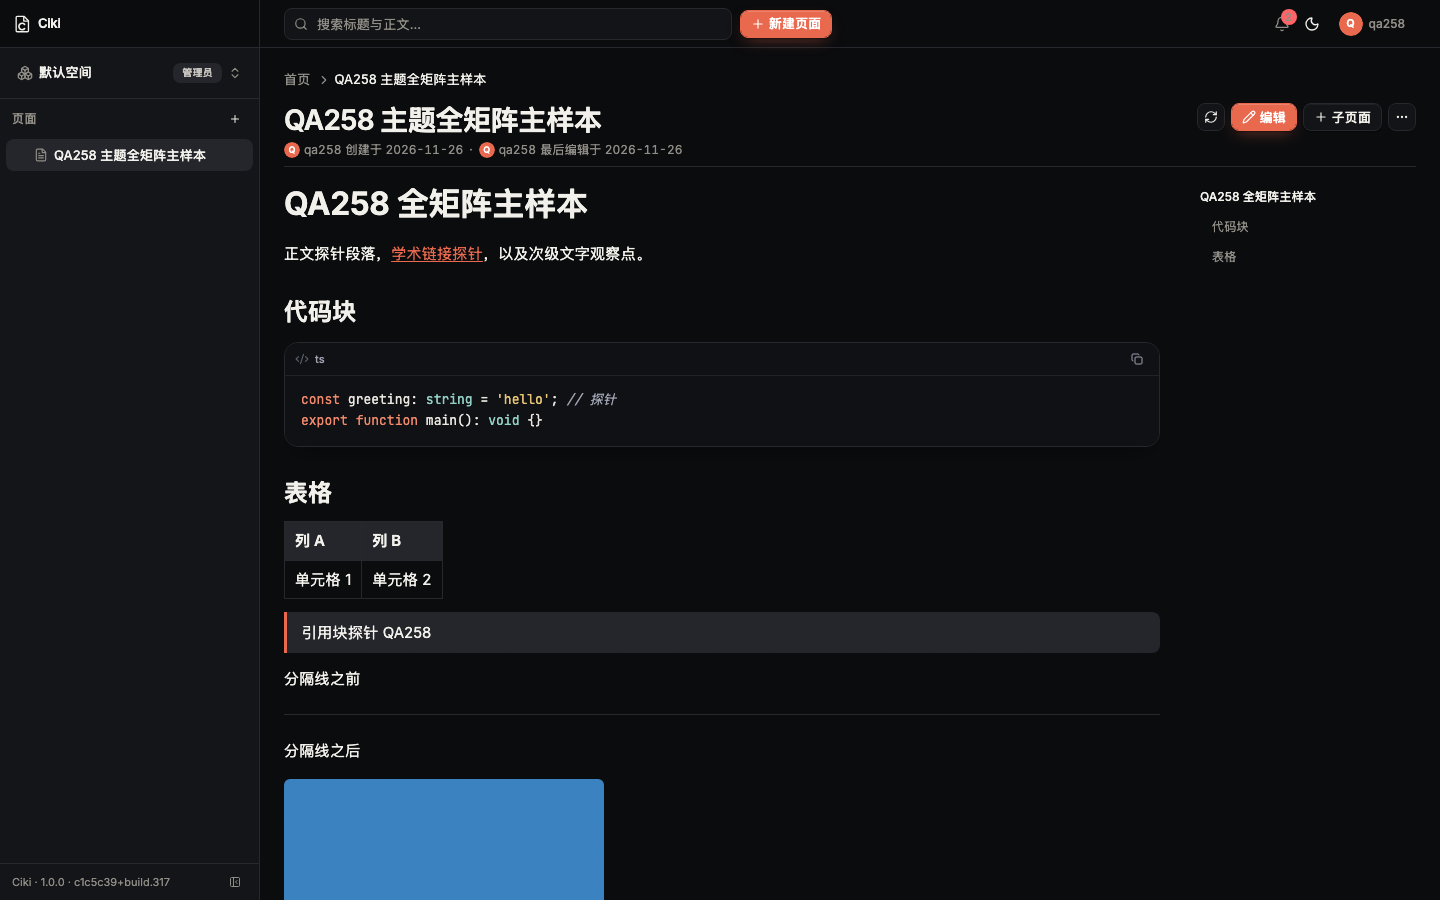 Ciki
搜索标题与正文...
新建页面
Q qa258
默认空间 管理员
页面
QA258 主题全矩阵主样本
首页 > QA258 主题全矩阵主样本
QA258 主题全矩阵主样本
编辑
子页面
Q qa258 创建于 2026-11-26 · Q qa258 最后编辑于 2026-11-26
QA258 全矩阵主样本
正文探针段落，学术链接探针，以及次级文字观察点。
代码块
ts
const greeting: string = 'hello'; // 探针
export function main(): void {}
表格
列 A 列 B
单元格 1 单元格 2
引用块探针 QA258
分隔线之前
分隔线之后
QA258 全矩阵主样本
代码块
表格
Ciki · 1.0.0 · c1c5c39+build.317